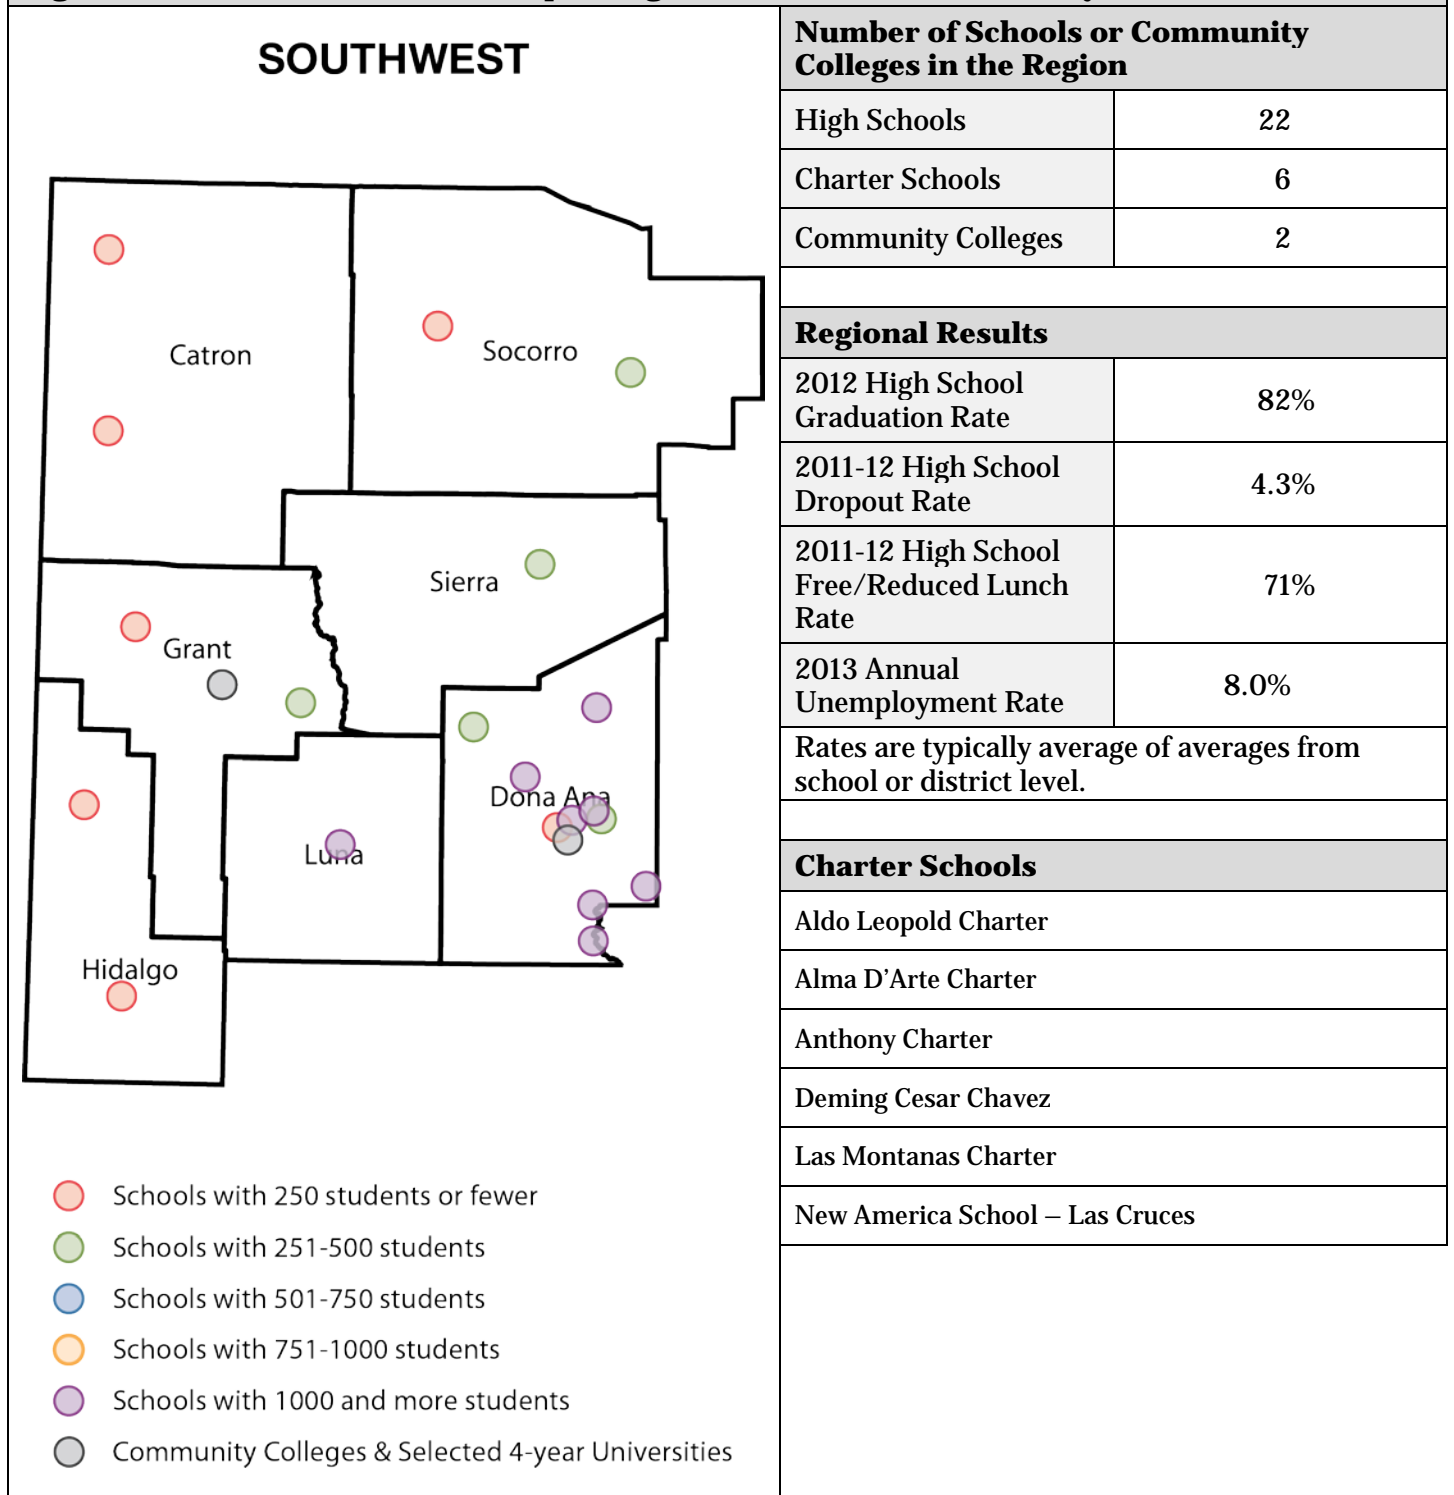 SOUTHWEST
Catron
Socorro
Sierra
Grant
Dona Ana
Luna
Hidalgo
Schools with 250 students or fewer
Schools with 251-500 students
Schools with 501-750 students
Schools with 751-1000 students
Schools with 1000 and more students
Community Colleges & Selected 4-year Universities
Number of Schools or Community
Colleges in the Region
High Schools 22
Charter Schools 6
Community Colleges 2
Regional Results
2012 High School
Graduation Rate 82%
2011-12 High School
Dropout Rate 4.3%
2011-12 High School
Free/Reduced Lunch
Rate 71%
2013 Annual
Unemployment Rate 8.0%
Rates are typically average of averages from
school or district level.
Charter Schools
Aldo Leopold Charter
Alma D’Arte Charter
Anthony Charter
Deming Cesar Chavez
Las Montanas Charter
New America School – Las Cruces